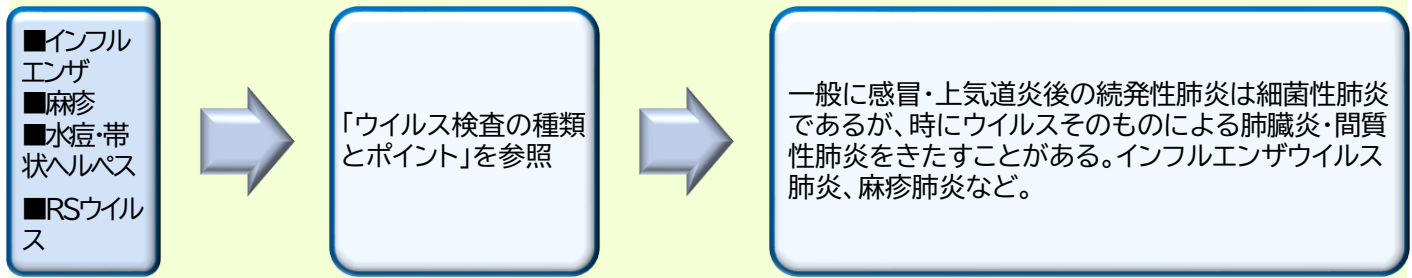 ■インフル
エンザ
■麻疹
■水痘・帯
状ヘルペス
■RSウイル
ス
「ウイルス検査の種類
とポイント」を参照
一般に感冒・上気道炎後の続発性肺炎は細菌性肺炎
であるが、時にウイルスそのものによる肺臓炎・間質
性肺炎をきたすことがある。インフルエンザウイルス
肺炎、麻疹肺炎など。